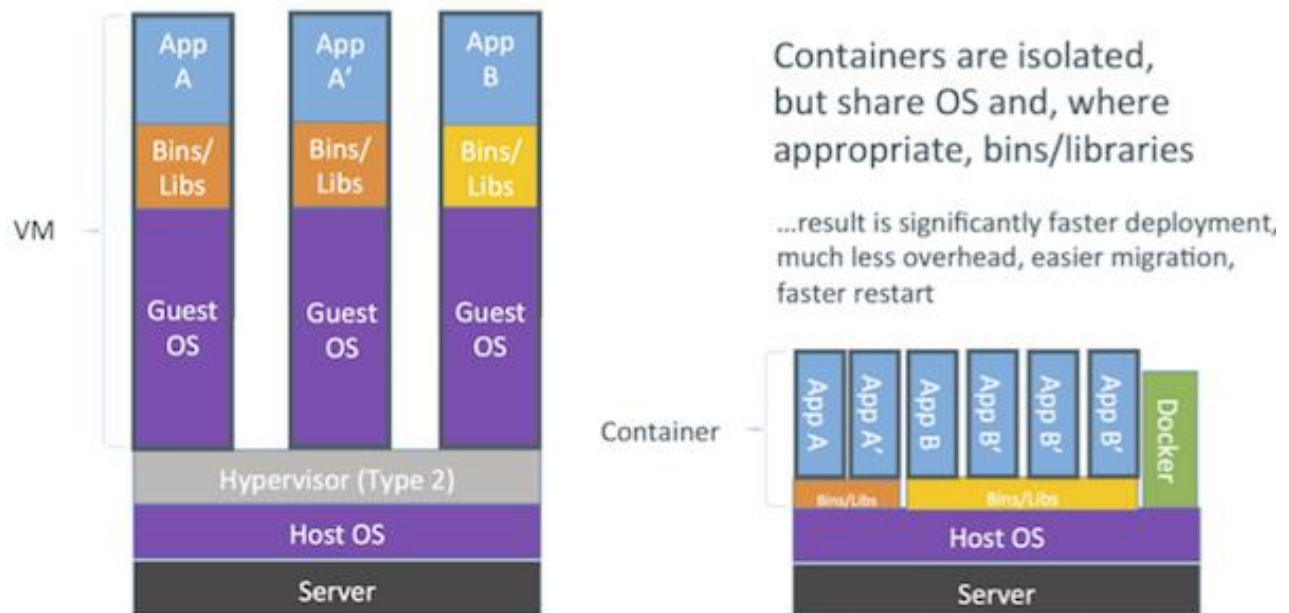 App
A
App
A’
App
B
Bins/
Libs
Bins/
Libs
Bins/
Libs
VM
Guest
OS
Guest
OS
Guest
OS
Hypervisor (Type 2)
Host OS
Server
Containers are isolated,
but share OS and, where
appropriate, bins/libraries
...result is significantly faster deployment,
much less overhead, easier migration,
faster restart
Container
App A
App A’
App B
App B’
App B’
App B’
Docker
Bins/Libs
Bins/Libs
Host OS
Server